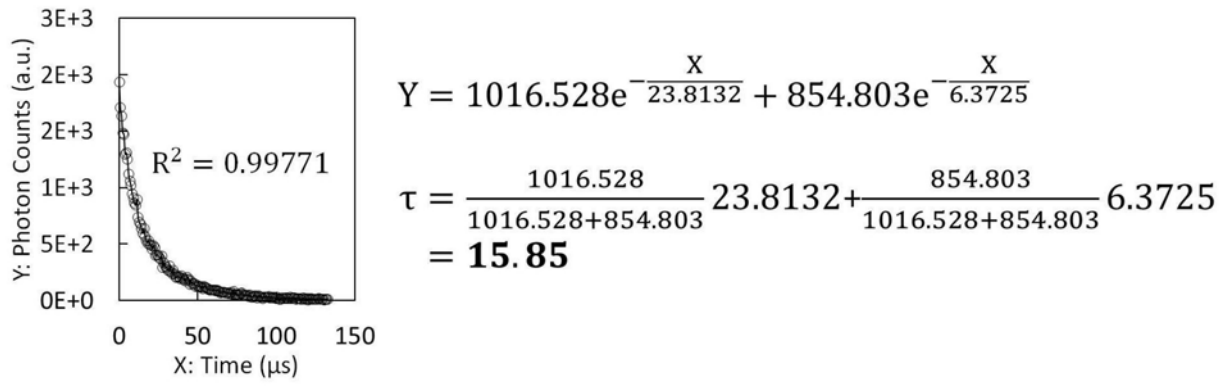 3E+3
2E+3
2E+3
1E+3
5E+2
0E+0
0 50 100 150
Y: Photon Counts (a.u.)
X: Time (µs)
R² = 0.99771
Y = 1016.528e^(-X/23.8132) + 854.803e^(-X/6.3725)
τ = 1016.528/(1016.528+854.803) 23.8132+ 854.803/(1016.528+854.803) 6.3725
= 15.85